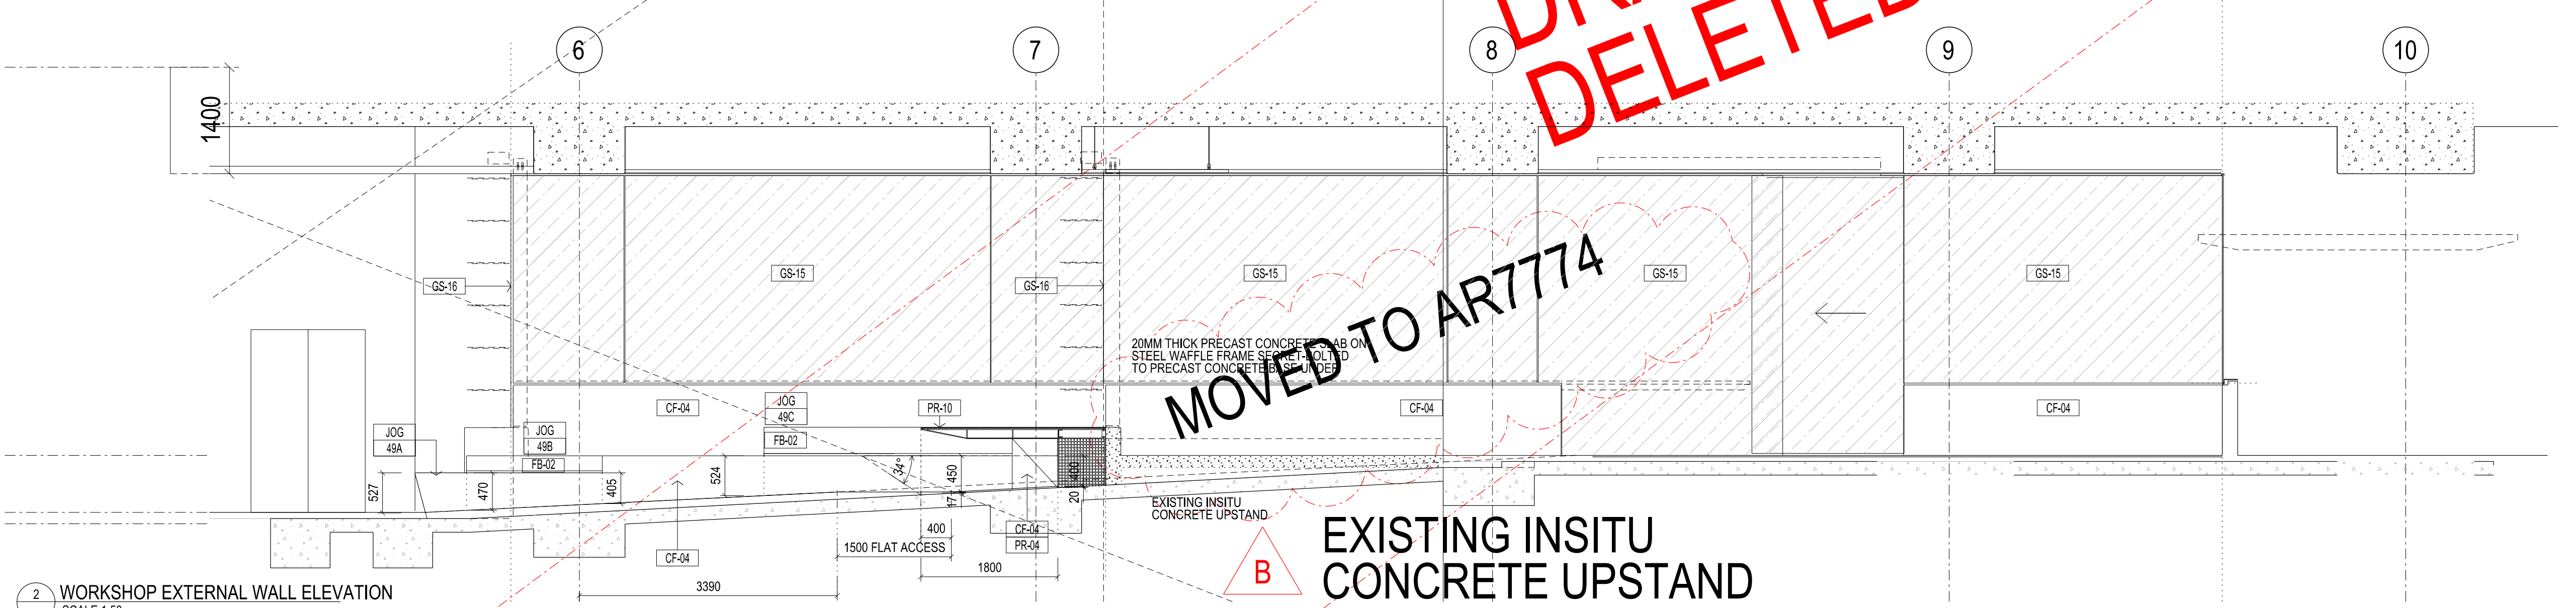 DELETED
6
7
8
9
10
1400
GS-16
GS-15
GS-16
GS-15
GS-15
GS-15
20MM THICK PRECAST CONCRETE SLAB ON
STEEL WAFFLE FRAME SECRET-BOLTED
TO PRECAST CONCRETE BASE UNDER
MOVED TO AR7774
CF-04
JOG
49C
PR-10
CF-04
CF-04
JOG
49A
JOG
49B
FB-02
FB-02
527
470
405
524
34°
450
400
17
20
EXISTING INSITU
CONCRETE UPSTAND
400
CF-04
PR-04
1500 FLAT ACCESS
CF-04
1800
3390
B
EXISTING INSITU
CONCRETE UPSTAND
2
WORKSHOP EXTERNAL WALL ELEVATION
SCALE 1:50